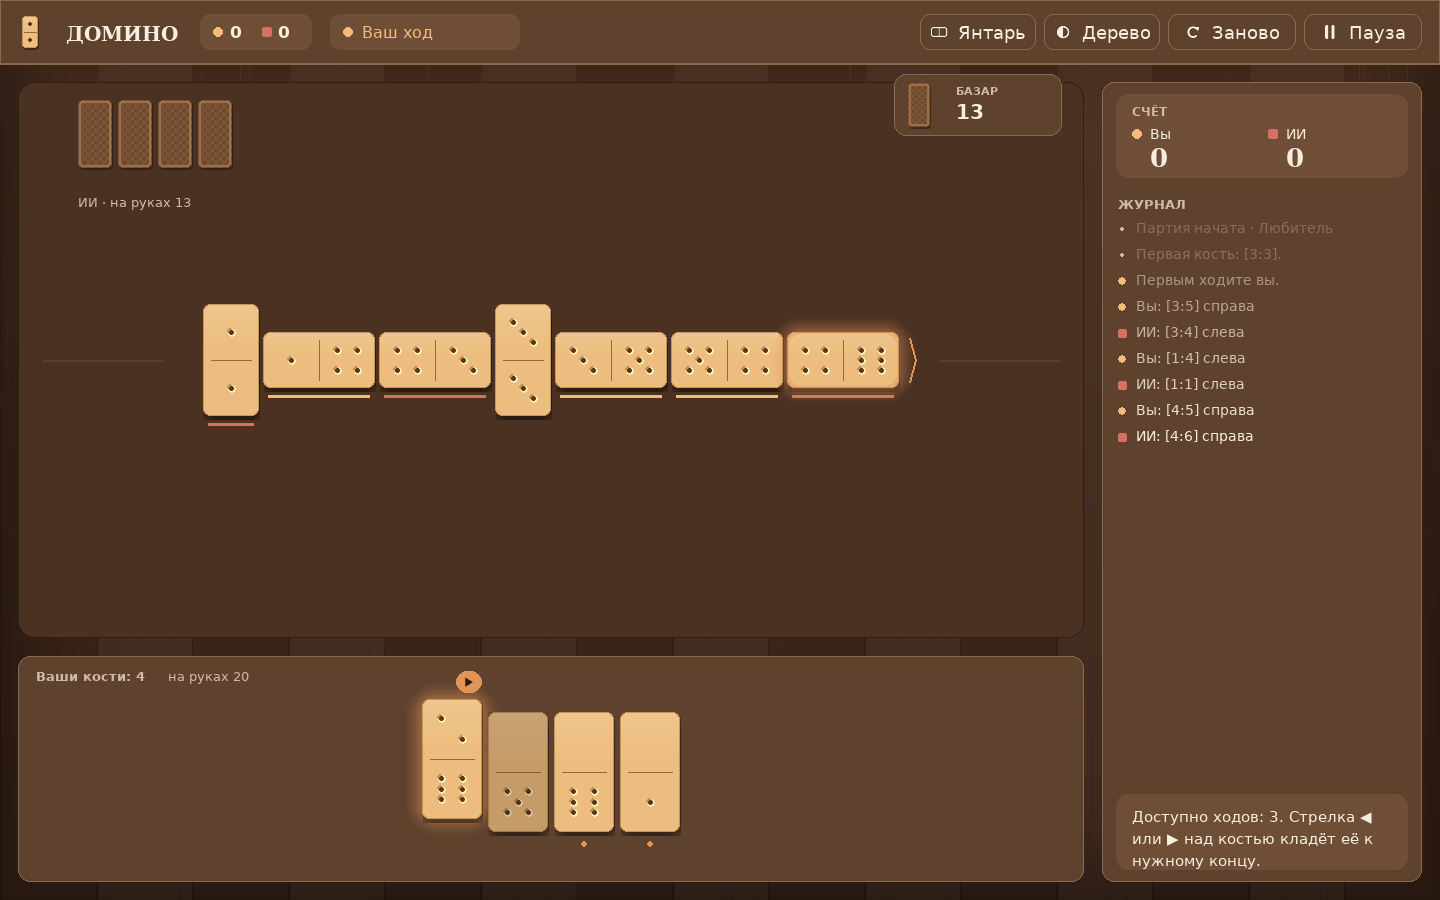 ДОМИНО
0
0
Ваш ход
Янтарь
Дерево
Заново
Пауза
БАЗАР
13
ИИ · на руках 13
СЧЁТ
Вы
0
ИИ
0
ЖУРНАЛ
Партия начата · Любитель
Первая кость: [3:3].
Первым ходите вы.
Вы: [3:5] справа
ИИ: [3:4] слева
Вы: [1:4] слева
ИИ: [1:1] слева
Вы: [4:5] справа
ИИ: [4:6] справа
Ваши кости: 4
на руках 20
Доступно ходов: 3. Стрелка ◀
или ▶ над костью кладёт её к
нужному концу.